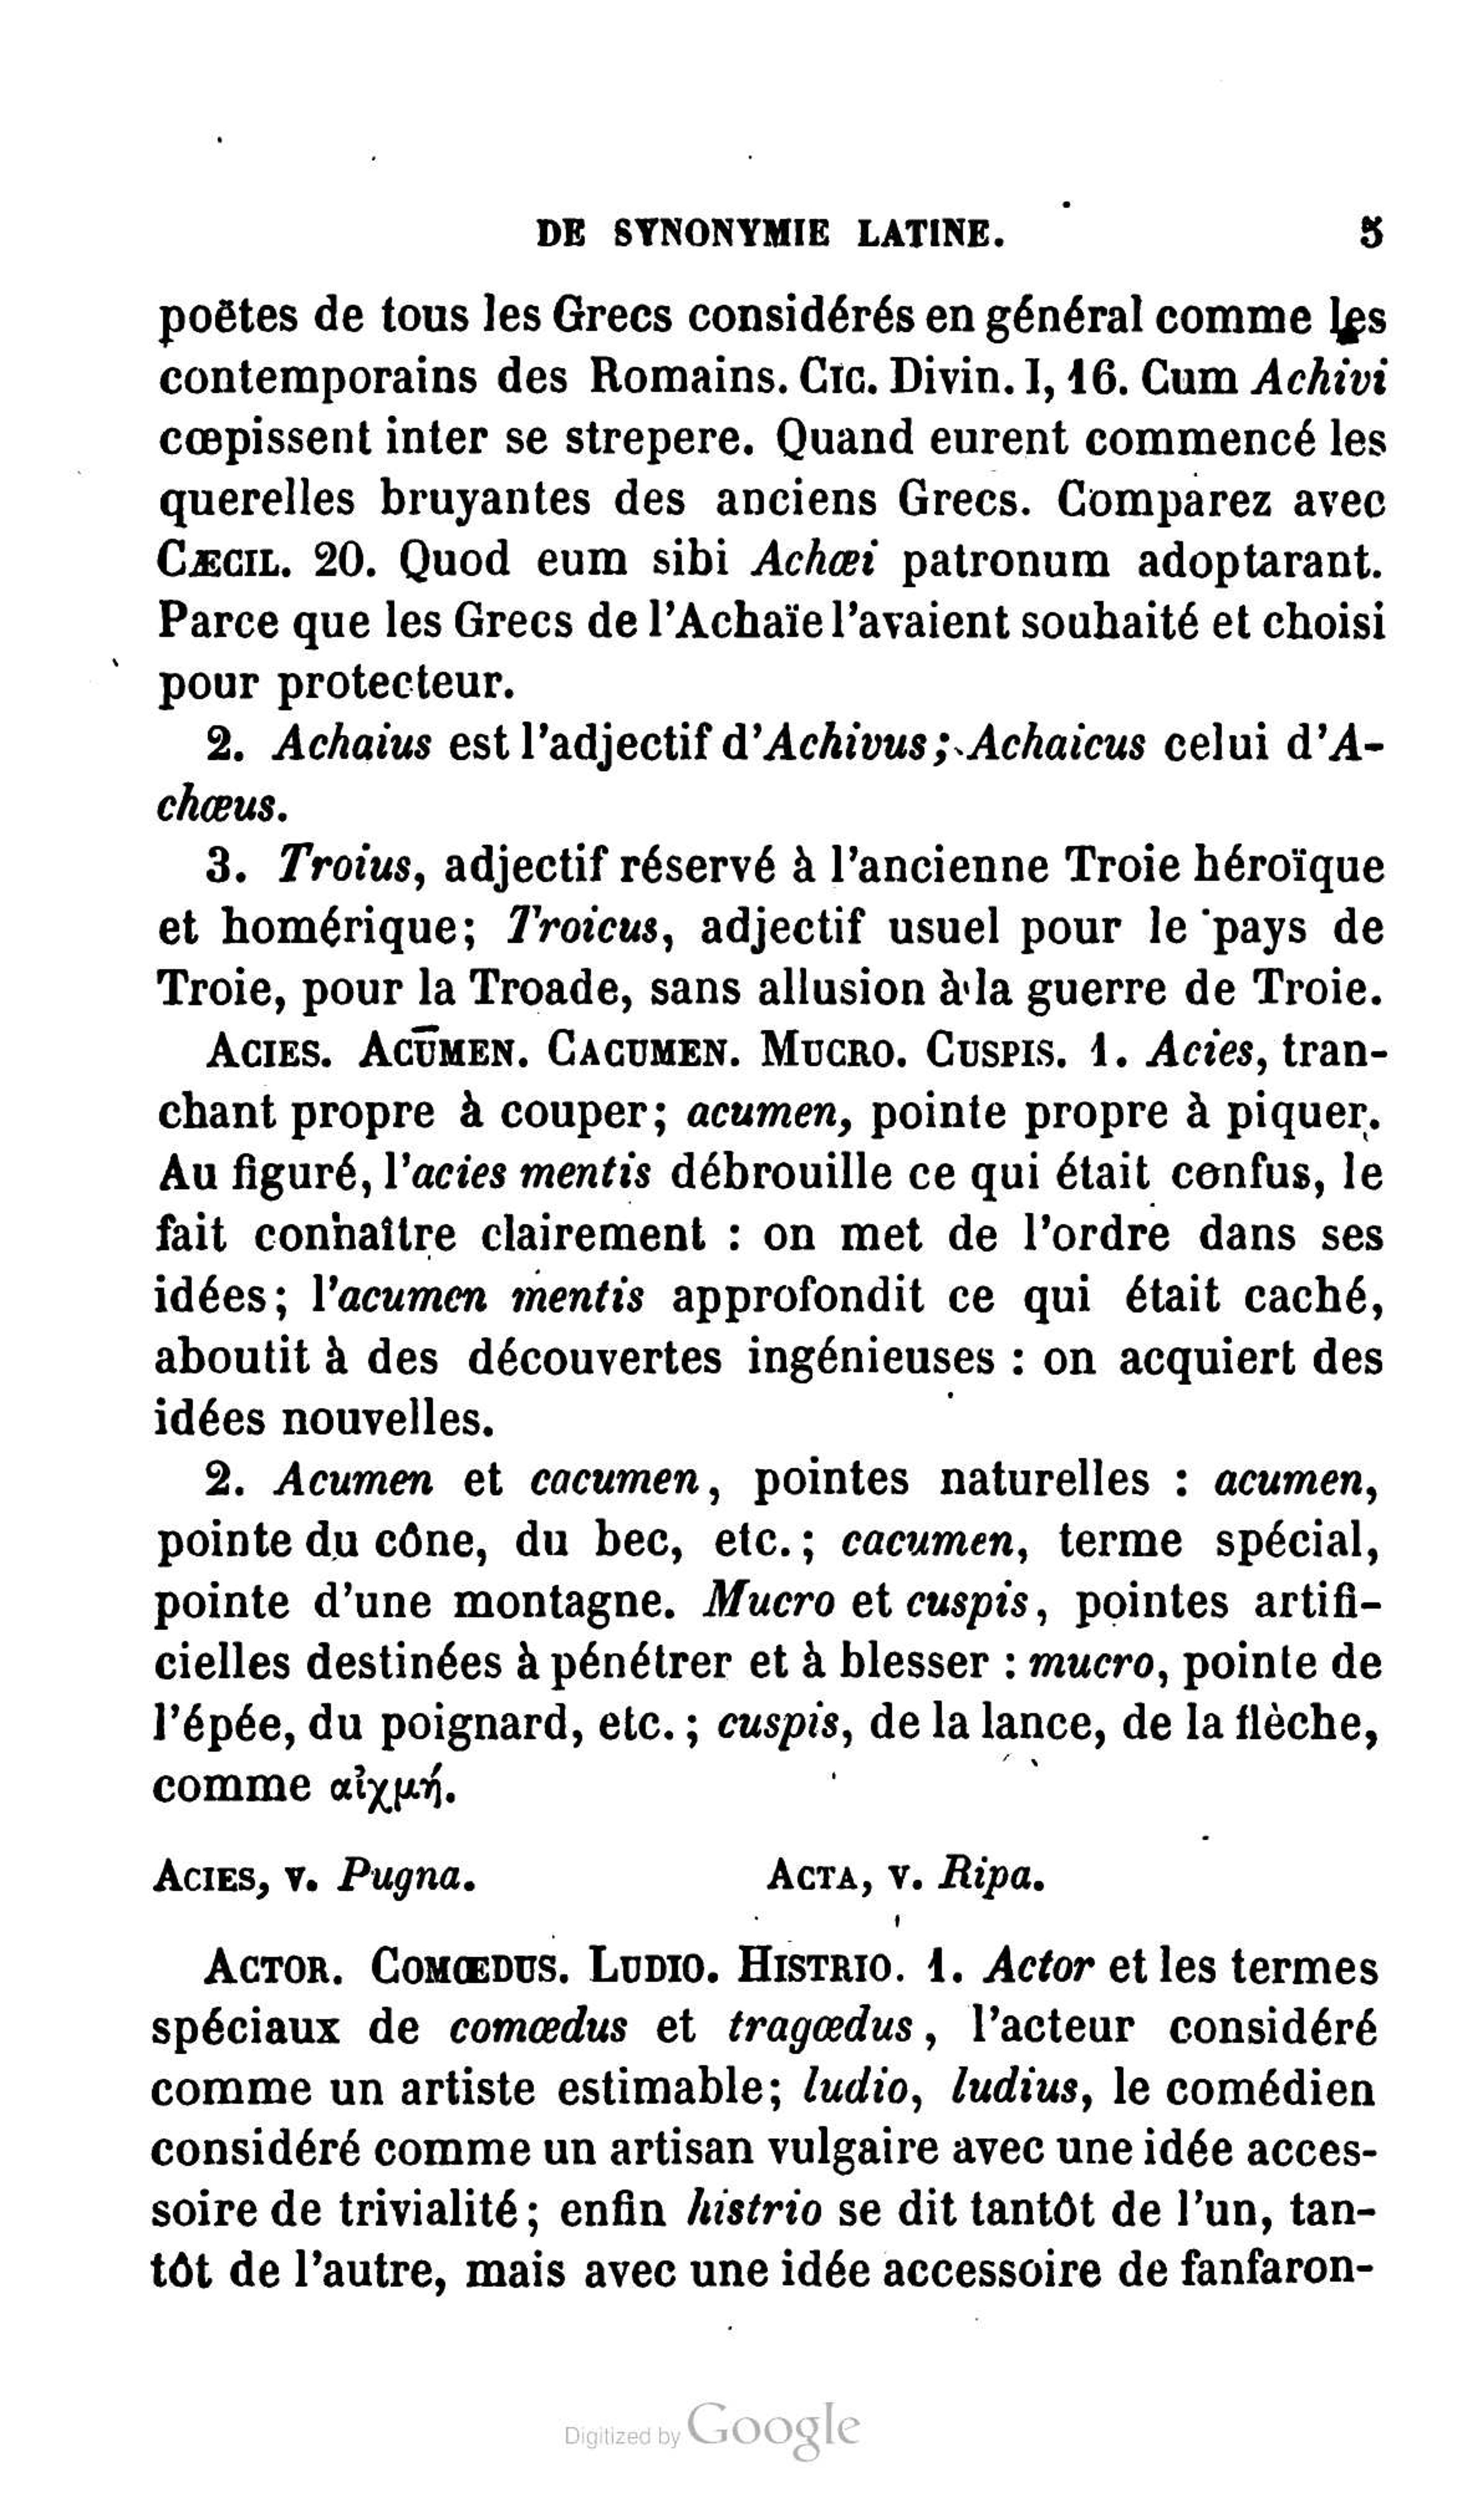 DE SYNONYMIE LATINE. 5
poëtes de tous les Grecs considérés en général comme les
contemporains des Romains. CIC. Divin. I, 16. Cum Achivi
cœpissent inter se strepere. Quand eurent commencé les
querelles bruyantes des anciens Grecs. Comparez avec
CÆCIL. 20. Quod eum sibi Achœi patronum adoptarant.
Parce que les Grecs de l'Achaïe l'avaient souhaité et choisi
pour protecteur.
2. Achaius est l'adjectif d'Achivus; Achaicus celui d'A-
chœus.
3. Troius, adjectif réservé à l'ancienne Troie héroïque
et homérique; Troicus, adjectif usuel pour le pays de
Troie, pour la Troade, sans allusion à la guerre de Troie.
ACIES. ACŪMEN. CACUMEN. MUCRO. CUSPIS. 1. Acies, tran-
chant propre à couper; acumen, pointe propre à piquer.
Au figuré, l'acies mentis débrouille ce qui était confus, le
fait connaître clairement : on met de l'ordre dans ses
idées; l'acumen mentis approfondit ce qui était caché,
aboutit à des découvertes ingénieuses : on acquiert des
idées nouvelles.
2. Acumen et cacumen, pointes naturelles : acumen,
pointe du cône, du bec, etc.; cacumen, terme spécial,
pointe d'une montagne. Mucro et cuspis, pointes artifi-
cielles destinées à pénétrer et à blesser : mucro, pointe de
l'épée, du poignard, etc.; cuspis, de la lance, de la flèche,
comme αἰχμή.
ACIES, v. Pugna. ACTA, v. Ripa.
ACTOR. COMŒDUS. LUDIO. HISTRIO. 1. Actor et les termes
spéciaux de comœdus et tragœdus, l'acteur considéré
comme un artiste estimable; ludio, ludius, le comédien
considéré comme un artisan vulgaire avec une idée acces-
soire de trivialité; enfin histrio se dit tantôt de l'un, tan-
tôt de l'autre, mais avec une idée accessoire de fanfaron-
Digitized by Google